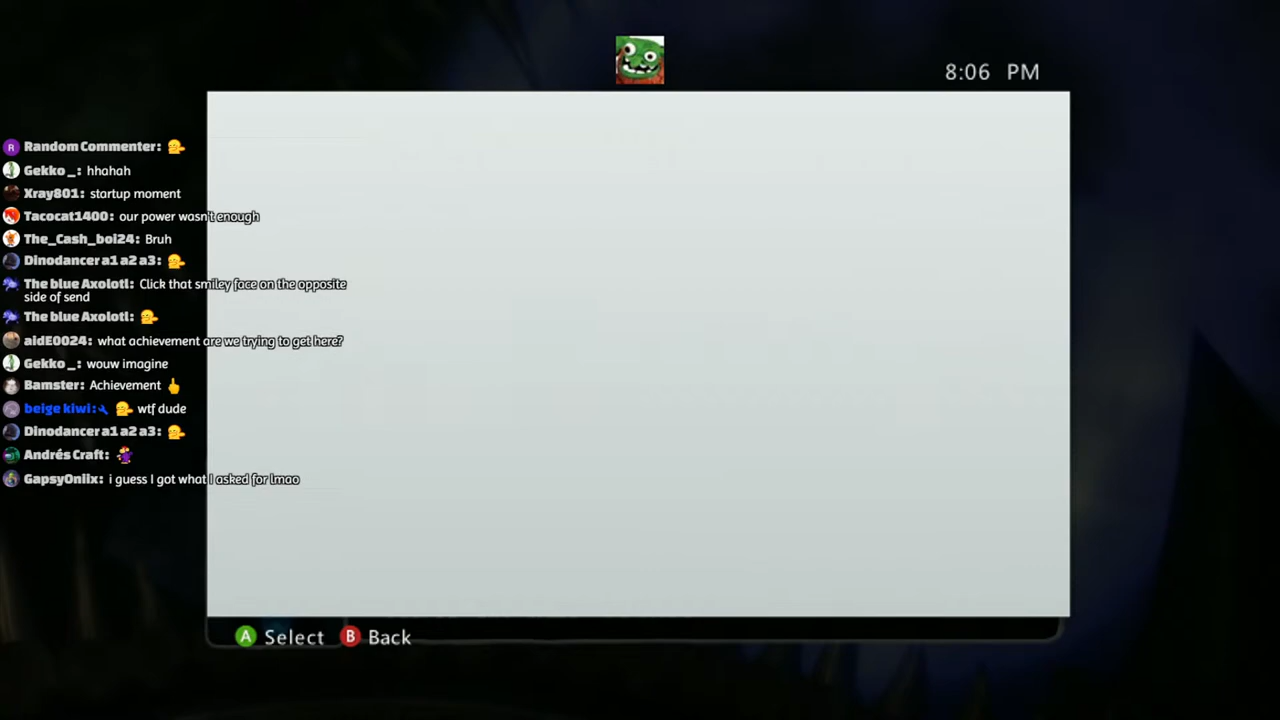 8:06 PM
R Random Commenter:
Gekko_: hhahah
Xray801: startup moment
Tacocat1400: our power wasn't enough
The_Cash_boi24: Bruh
Dinodancer a1 a2 a3:
The blue Axolotl: Click that smiley face on the opposite
side of send
The blue Axolotl:
aidE0024: what achievement are we trying to get here?
Gekko_: wouw imagine
Bamster: Achievement
beige kiwi: wtf dude
Dinodancer a1 a2 a3:
Andrés Craft:
GapsyOniix: i guess I got what I asked for lmao
A Select B Back